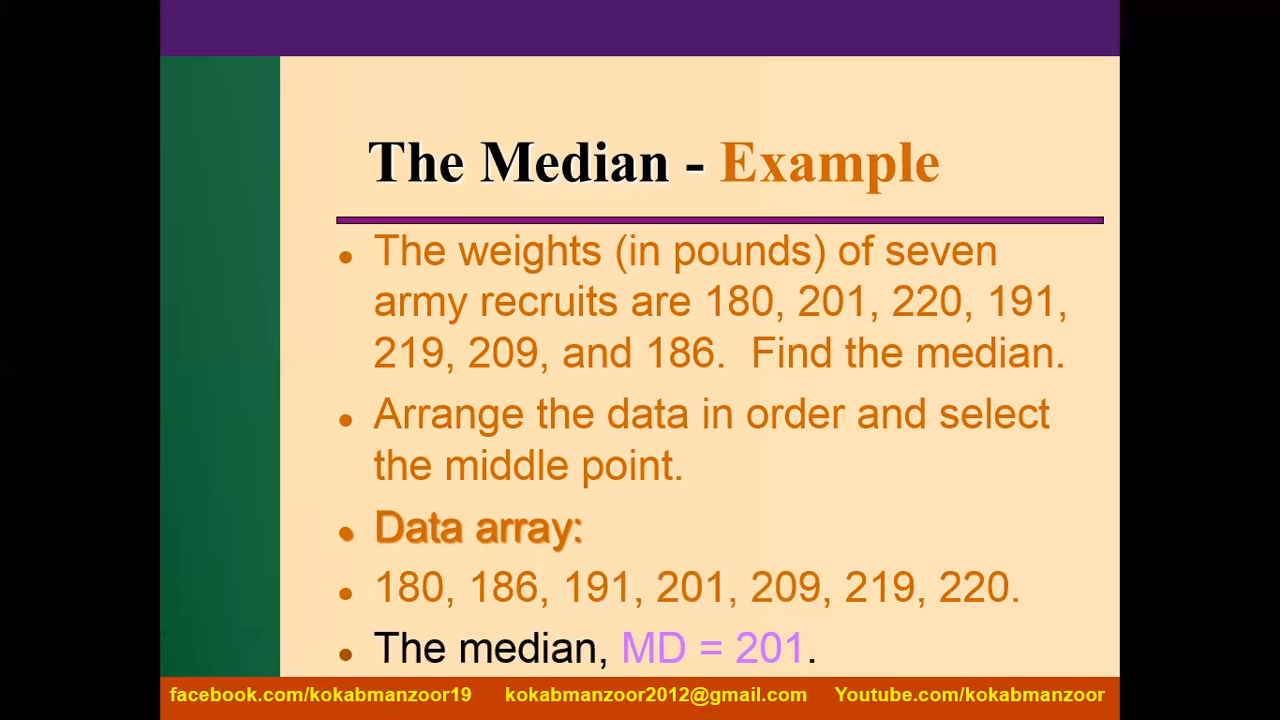 The Median - Example
• The weights (in pounds) of seven
army recruits are 180, 201, 220, 191,
219, 209, and 186. Find the median.
• Arrange the data in order and select
the middle point.
• Data array:
• 180, 186, 191, 201, 209, 219, 220.
• The median, MD = 201.
facebook.com/kokabmanzoor19 kokabmanzoor2012@gmail.com Youtube.com/kokabmanzoor